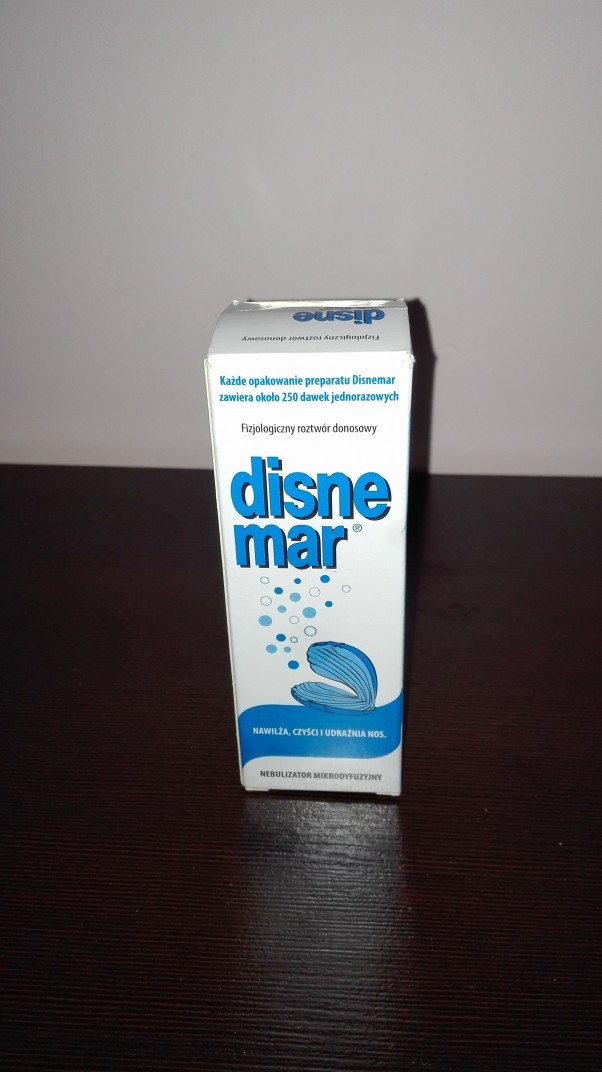 disne
Fizjologiczny roztwór donosowy
Każde opakowanie preparatu Disnemar
zawiera około 250 dawek jednorazowych
Fizjologiczny roztwór donosowy
disne
mar®
NAWILŻA, CZYŚCI I UDRAŻNIA NOS.
NEBULIZATOR MIKRODYFUZYJNY